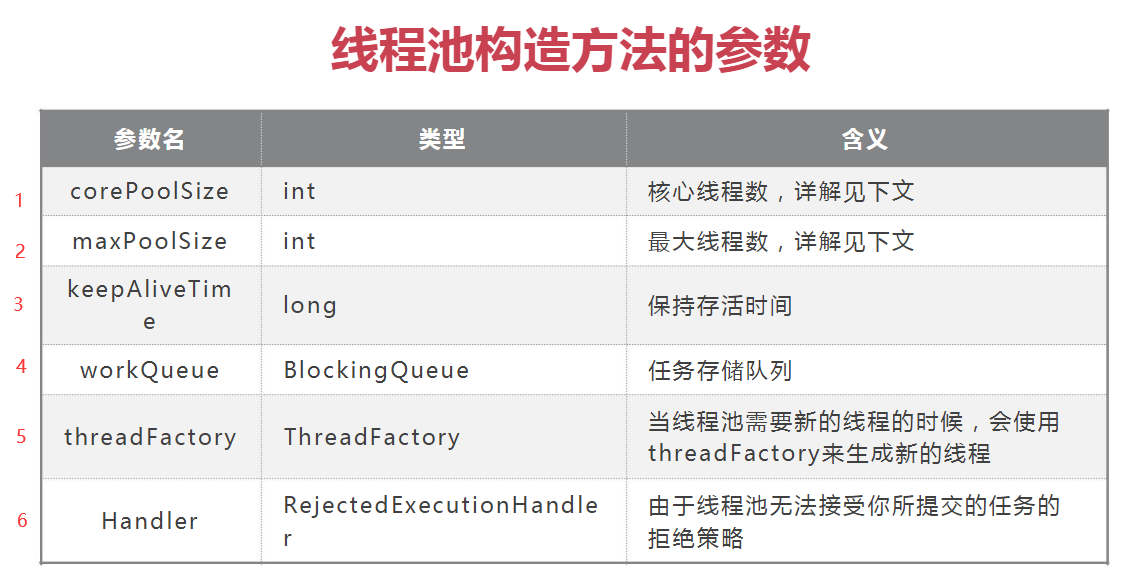 线程池构造方法的参数
参数名 类型 含义
1 corePoolSize int 核心线程数，详解见下文
2 maxPoolSize int 最大线程数，详解见下文
3 keepAliveTim
e long 保持存活时间
4 workQueue BlockingQueue 任务存储队列
5 threadFactory ThreadFactory 当线程池需要新的线程的时候，会使用
threadFactory来生成新的线程
6 Handler RejectedExecutionHandle
r 由于线程池无法接受你所提交的任务的
拒绝策略